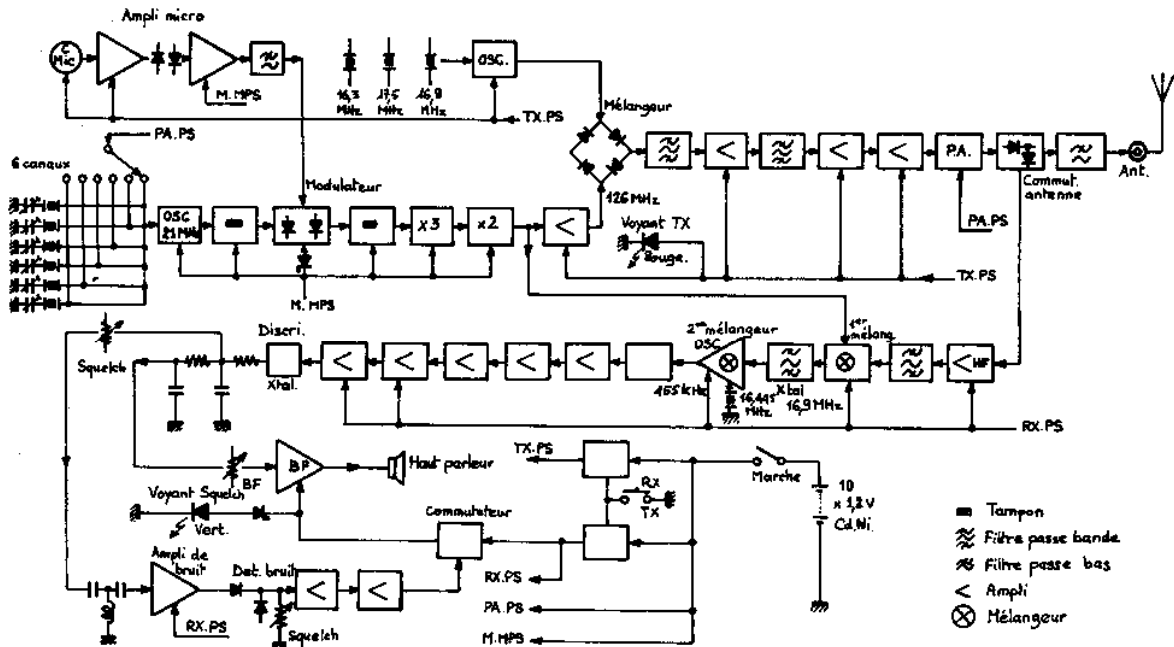 Ampli micro
C
Mic
M.MPS
16,3
MHz
17,5
MHz
16,9
MHz
OSC.
TX.PS
Mélangeur
PA.PS
6 canaux
OSC
21 MHz
Modulateur
x3
x2
126 MHz
M.MPS
Voyant TX
Rouge.
P.A.
PA.PS
Commut.
antenne
Ant.
TX.PS
Squelch
Discri.
Xtal.
455 kHz
2me mélangeur
OSC
16,445
MHz
Xtal
16,9 MHz
1er
mélang
HF
RX.PS
BF
BF
Haut parleur
Voyant Squelch
Vert.
Commutateur
TX.PS
Rx
TX
Marche
10
x 1,2 V
Cd.Ni.
RX.PS
PA.PS
M.MPS
Ampli de
bruit
Det. bruit
RX.PS
Squelch
Tampon
Filtre passe bande
Filtre passe bas
Ampli
Mélangeur